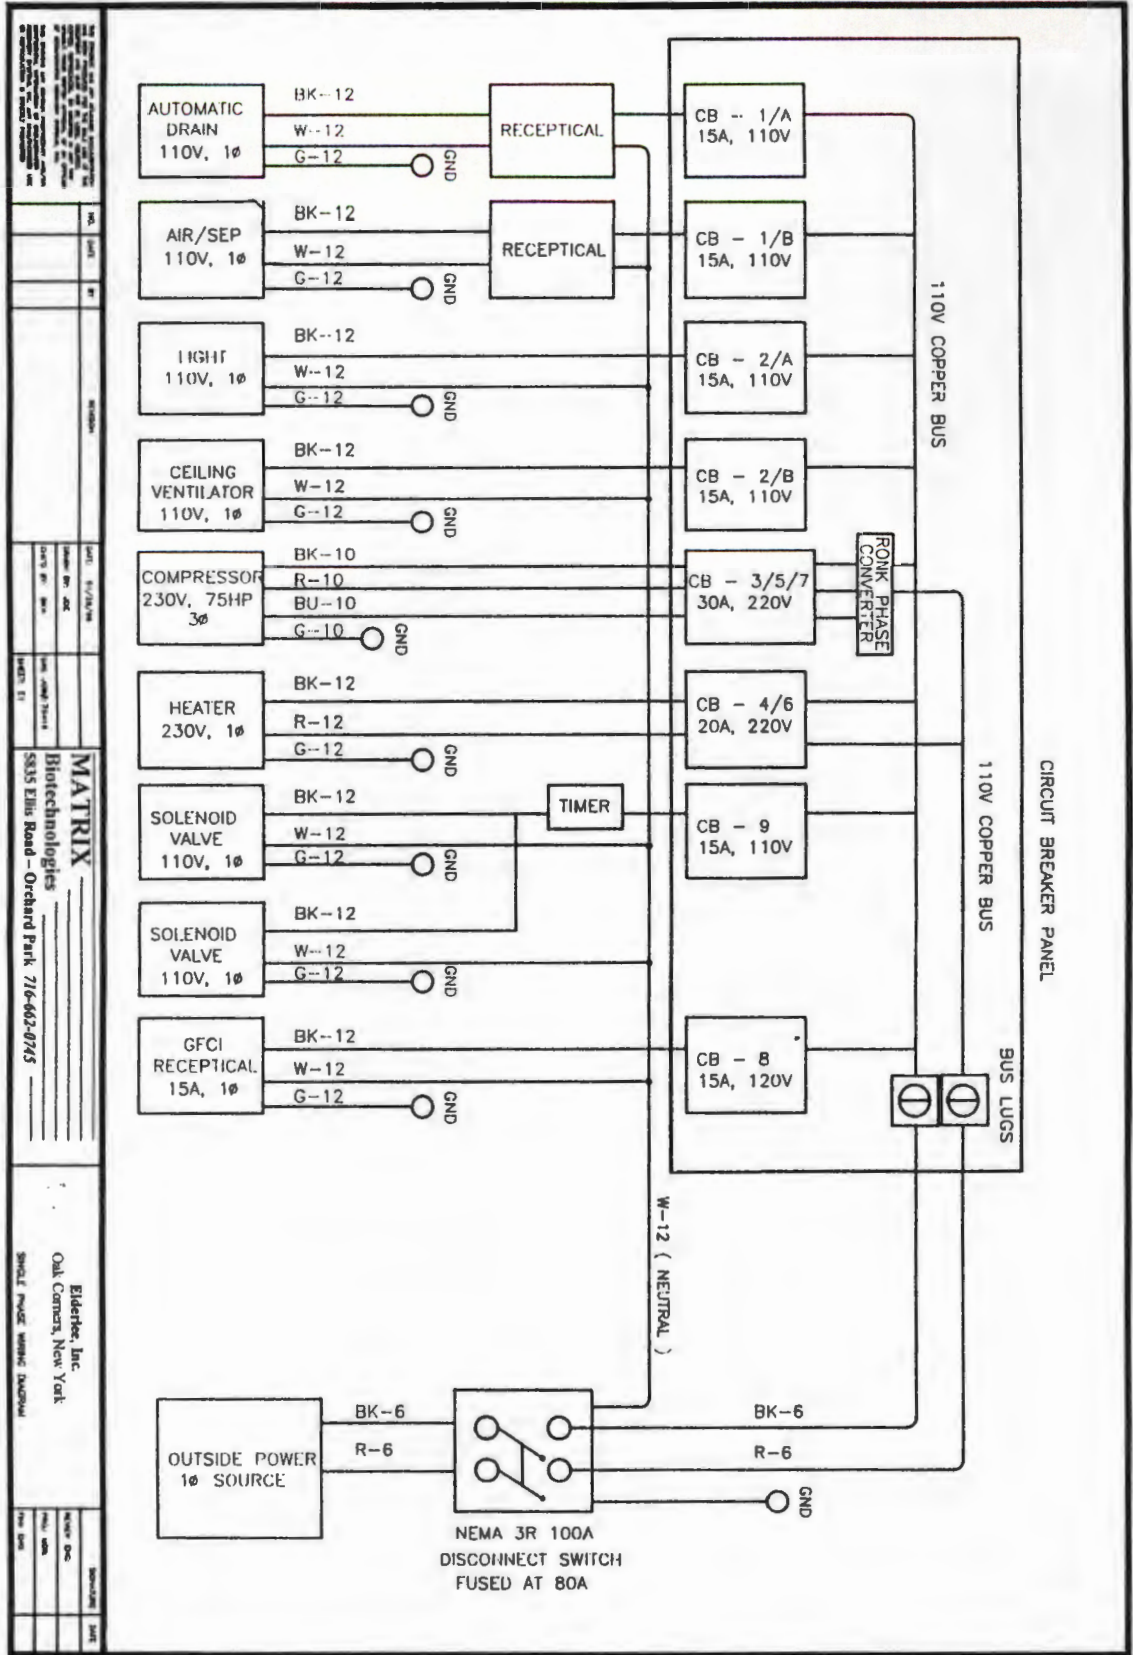 AUTOMATIC
DRAIN
110V, 1ø
BK-12
W-12
G-12
GND
RECEPTICAL
CB - 1/A
15A, 110V
AIR/SEP
110V, 1ø
BK-12
W-12
G-12
GND
RECEPTICAL
CB - 1/B
15A, 110V
LIGHT
110V, 1ø
BK-12
W-12
G-12
GND
CB - 2/A
15A, 110V
110V COPPER BUS
CEILING
VENTILATOR
110V, 1ø
BK-12
W-12
G-12
GND
CB - 2/B
15A, 110V
COMPRESSOR
230V, 75HP
3ø
BK-10
R-10
BU-10
G-10
GND
CB - 3/5/7
30A, 220V
RONK PHASE
CONVERTER
HEATER
230V, 1ø
BK-12
R-12
G-12
GND
CB - 4/6
20A, 220V
110V COPPER BUS
CIRCUIT BREAKER PANEL
SOLENOID
VALVE
110V, 1ø
BK-12
W-12
G-12
GND
TIMER
CB - 9
15A, 110V
SOLENOID
VALVE
110V, 1ø
BK-12
W-12
G-12
GND
GFCI
RECEPTICAL
15A, 1ø
BK-12
W-12
G-12
GND
CB - 8
15A, 120V
BUS LUGS
W-12 ( NEUTRAL )
OUTSIDE POWER
1ø SOURCE
BK-6
R-6
BK-6
R-6
GND
NEMA 3R 100A
DISCONNECT SWITCH
FUSED AT 80A
NO.
DATE
BY
REVISION
MATRIX
Biotechnologies
5835 Ellis Road - Orchard Park 716-662-0745
Elderlee, Inc.
Oak Corners, New York
SINGLE PHASE WIRING DIAGRAM
SIGNATURE
DATE